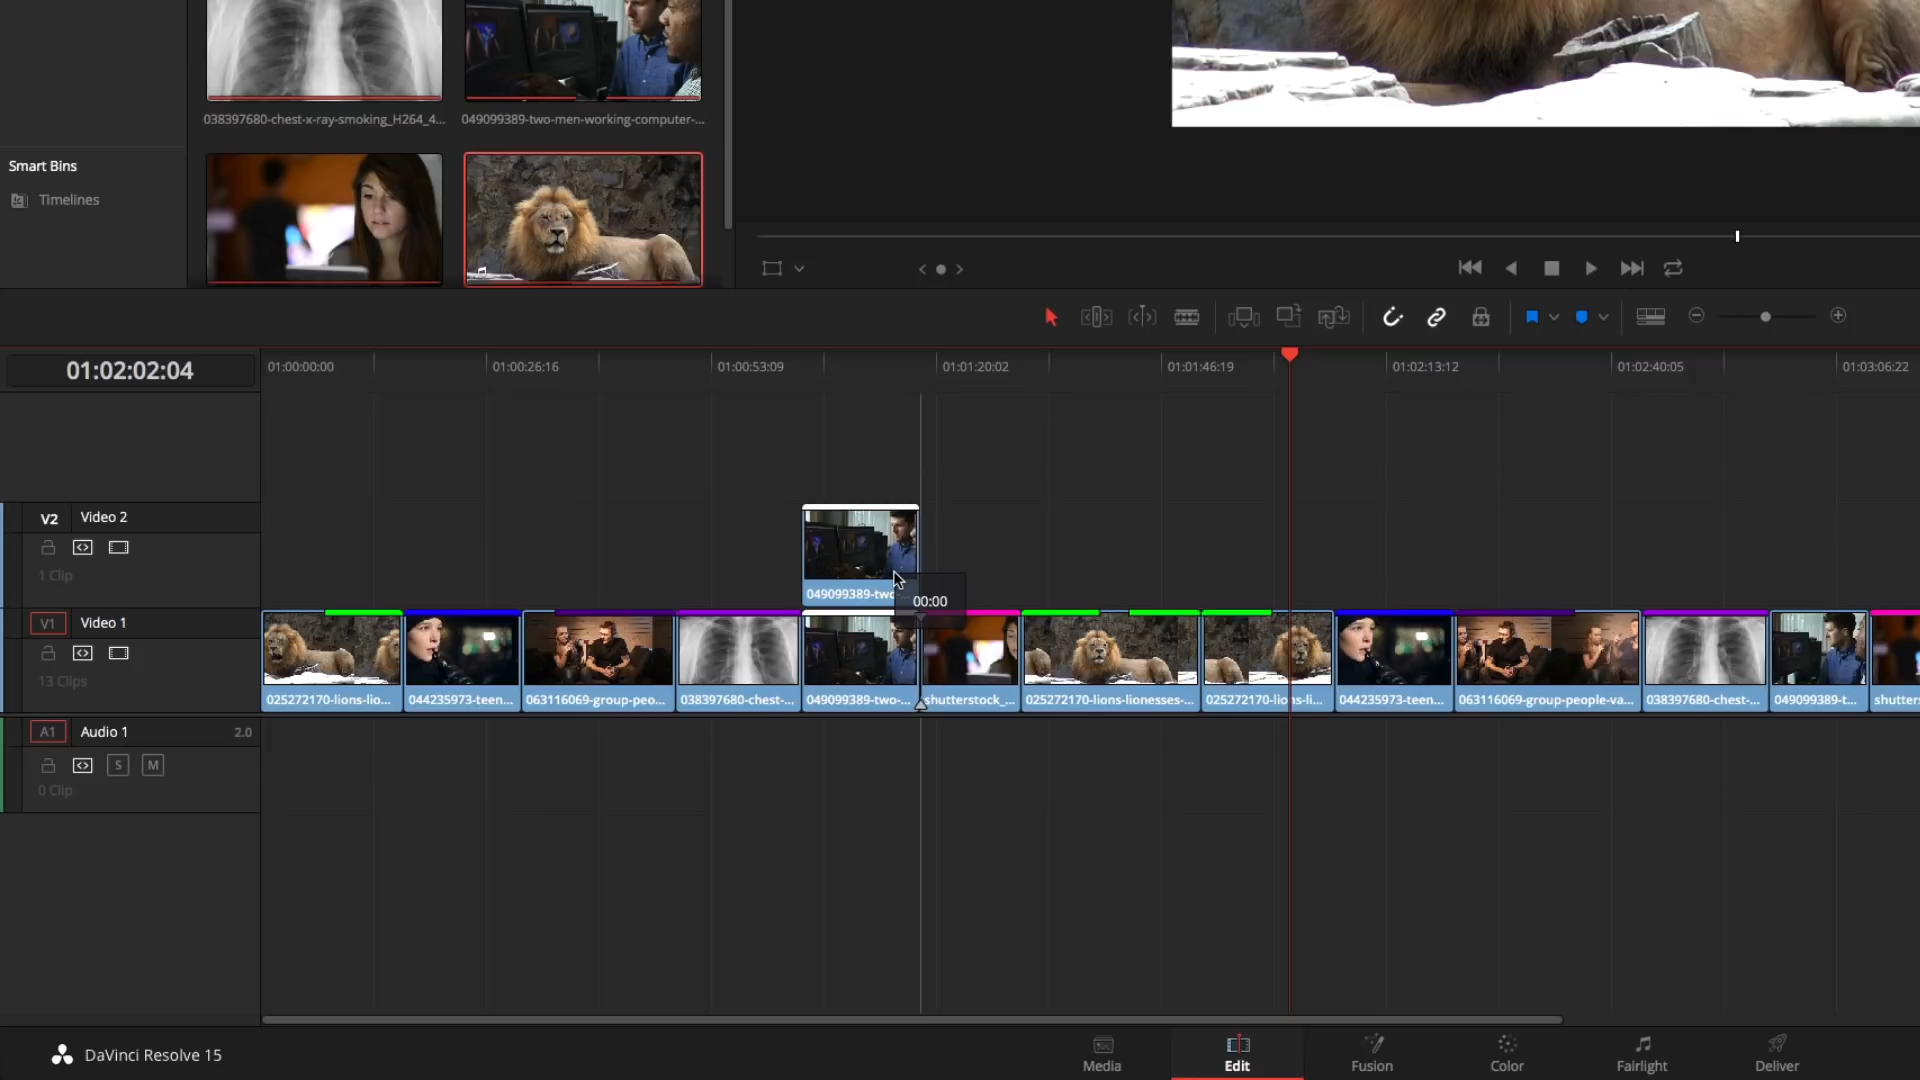 038397680-chest-x-ray-smoking_H264_4...
049099389-two-men-working-computer-...
Smart Bins
Timelines
01:02:02:04
01:00:00:00
01:00:26:16
01:00:53:09
01:01:20:02
01:01:46:19
01:02:13:12
01:02:40:05
01:03:06:22
V2
Video 2
1 Clip
049099389-two
00:00
V1
Video 1
13 Clips
025272170-lions-lio...
044235973-teen...
063116069-group-peo...
038397680-chest-...
049099389-two-...
shutterstock_...
025272170-lions-lionesses-...
025272170-lions-li...
044235973-teen...
063116069-group-people-va...
038397680-chest-...
049099389-t...
shutters
A1
Audio 1
2.0
S
M
0 Clip
DaVinci Resolve 15
Media
Edit
Fusion
Color
Fairlight
Deliver